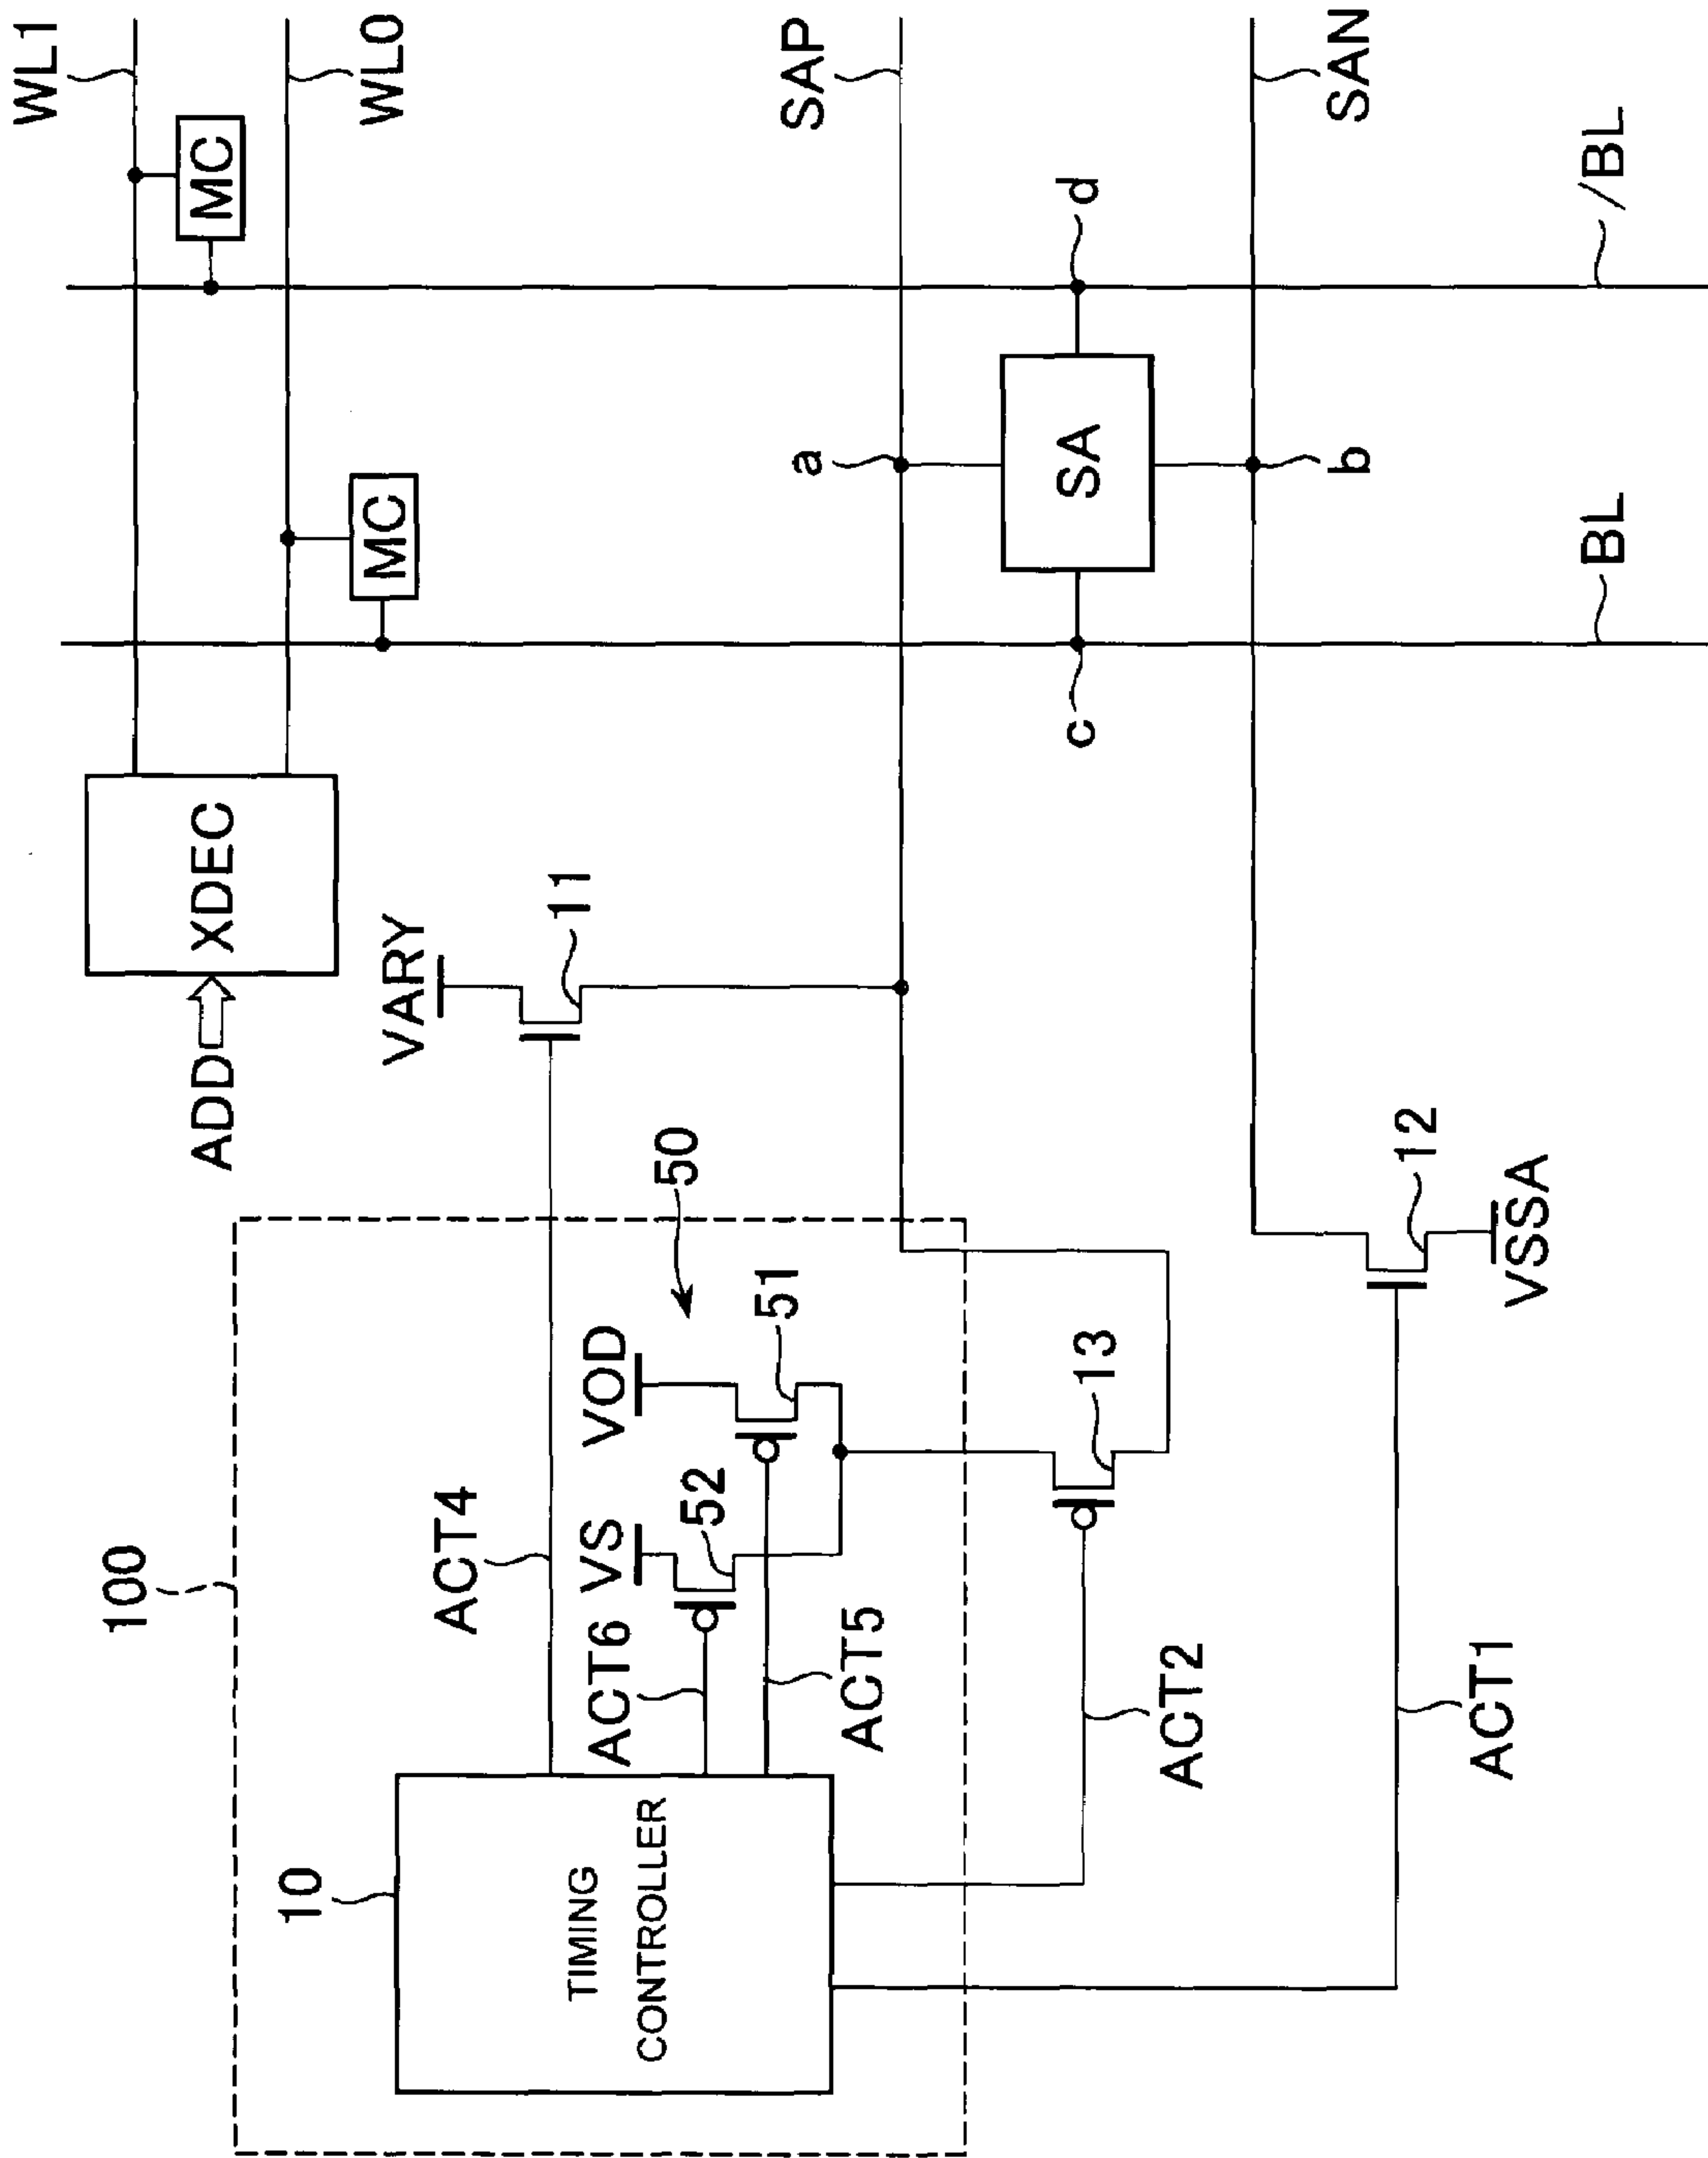 WL1
MC
WL0
ADD
XDEC
MC
VARY
11
SAP
a
SA
d
c
b
SAN
BL
/BL
100
10
TIMING
CONTROLLER
ACT4
50
VS
VOD
ACT6
52
51
ACT5
13
ACT2
12
VSSA
ACT1